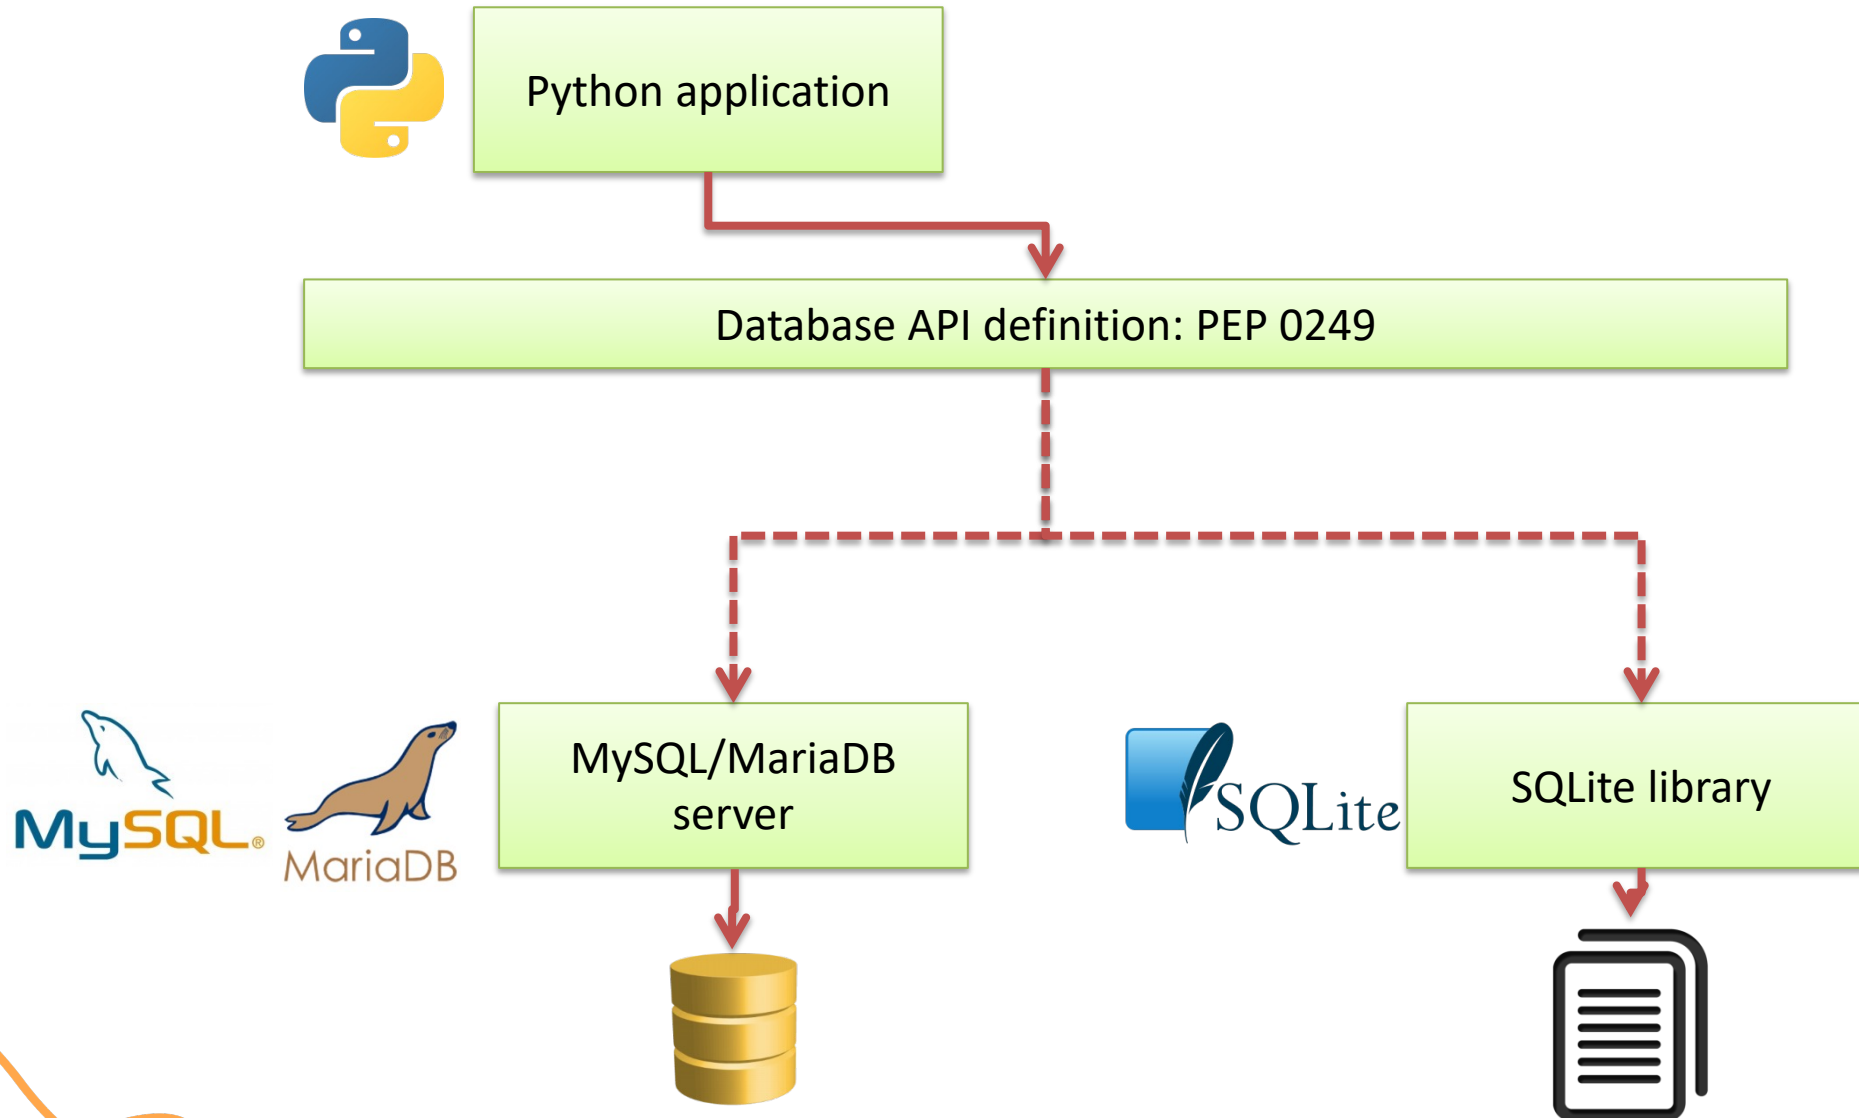 Python application
Database API definition: PEP 0249
MySQL®
MariaDB
MySQL/MariaDB
server
SQLite
SQLite library